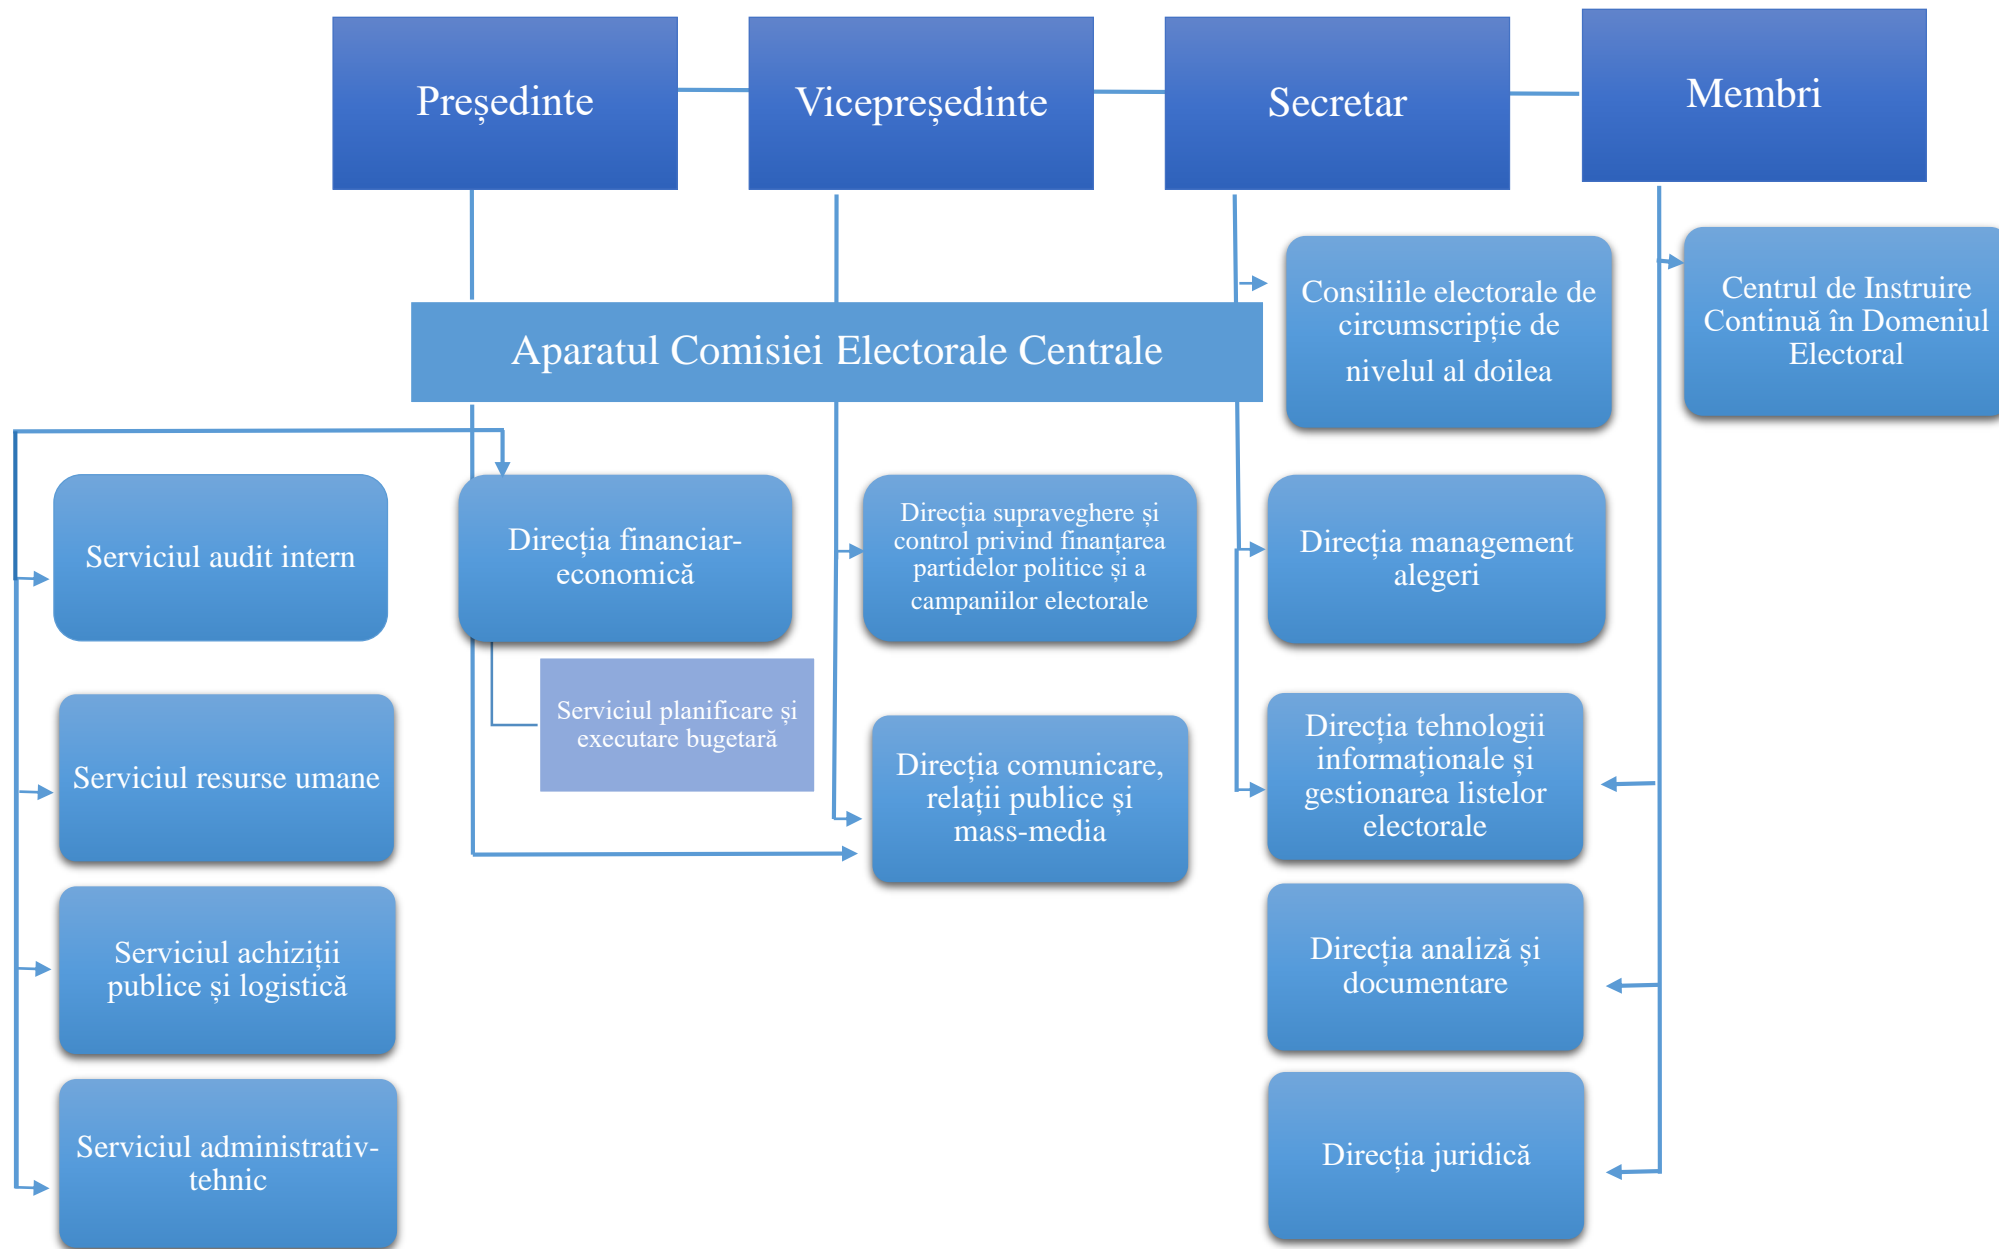 Președinte
Vicepreședinte
Secretar
Membri
Aparatul Comisiei Electorale Centrale
Consiliile electorale de
circumscripție de
nivelul al doilea
Centrul de Instruire
Continuă în Domeniul
Electoral
Serviciul audit intern
Direcția financiar-
economică
Direcția supraveghere și
control privind finanțarea
partidelor politice și a
campaniilor electorale
Direcția management
alegeri
Serviciul planificare și
executare bugetară
Serviciul resurse umane
Direcția comunicare,
relații publice și
mass-media
Direcția tehnologii
informaționale și
gestionarea listelor
electorale
Serviciul achiziții
publice și logistică
Direcția analiză și
documentare
Serviciul administrativ-
tehnic
Direcția juridică